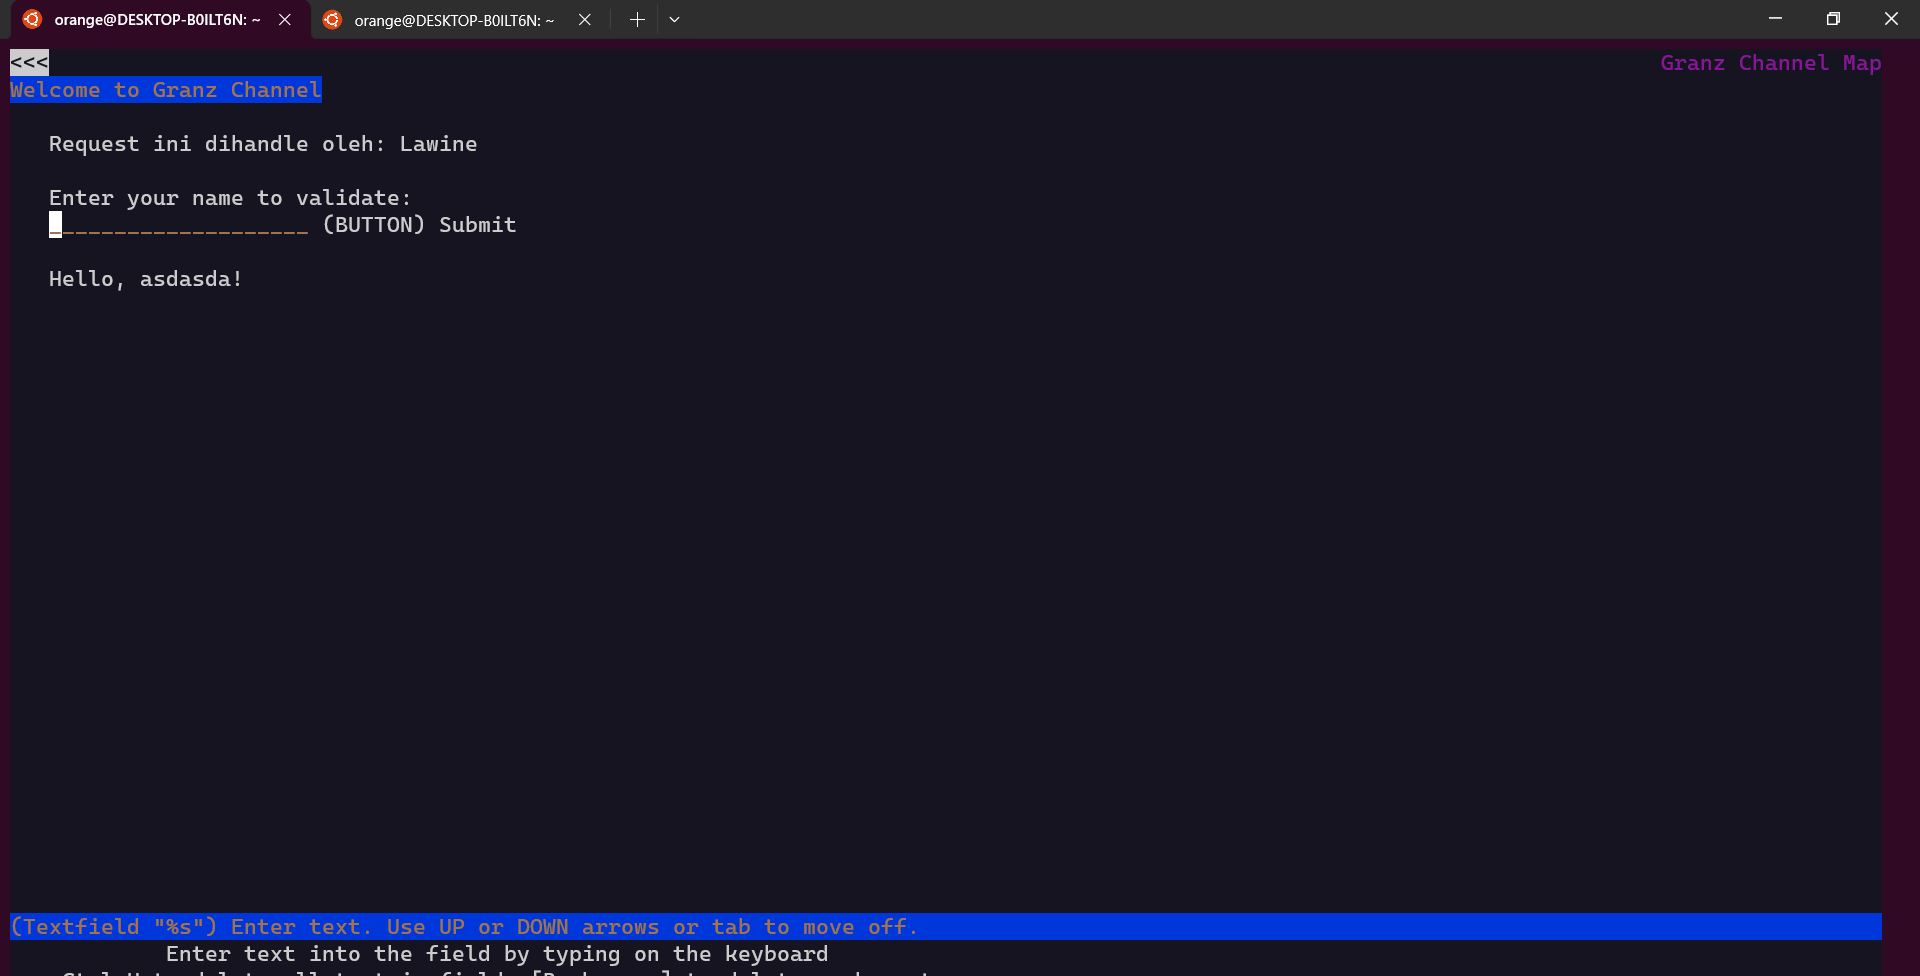 orange@DESKTOP-B0ILT6N: ~ orange@DESKTOP-B0ILT6N: ~
<<< Granz Channel Map
Welcome to Granz Channel
Request ini dihandle oleh: Lawine
Enter your name to validate:
____________________ (BUTTON) Submit
Hello, asdasda!
(Textfield "%s") Enter text. Use UP or DOWN arrows or tab to move off.
Enter text into the field by typing on the keyboard